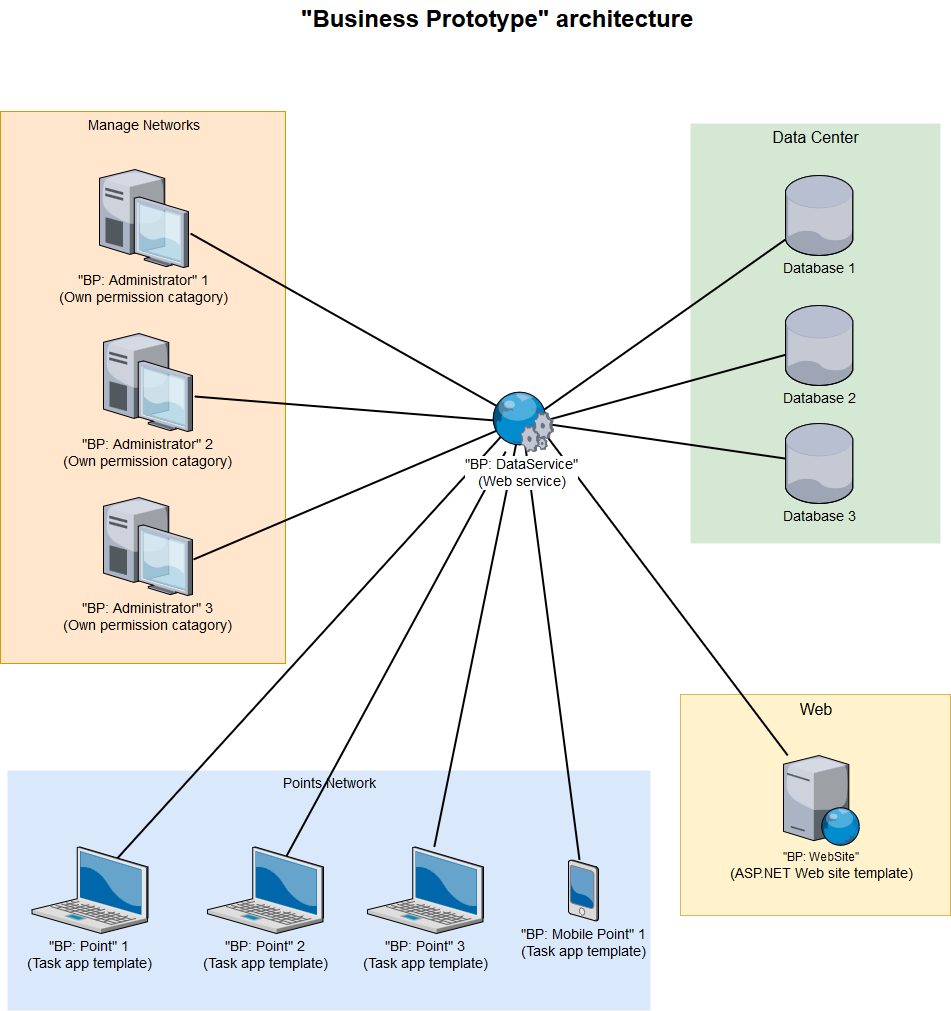 "Business Prototype" architecture
Manage Networks
"BP: Administrator" 1
(Own permission catagory)
"BP: Administrator" 2
(Own permission catagory)
"BP: Administrator" 3
(Own permission catagory)
Data Center
Database 1
Database 2
Database 3
"BP: DataService"
(Web service)
Web
"BP: WebSite"
(ASP.NET Web site template)
Points Network
"BP: Point" 1
(Task app template)
"BP: Point" 2
(Task app template)
"BP: Point" 3
(Task app template)
"BP: Mobile Point" 1
(Task app template)